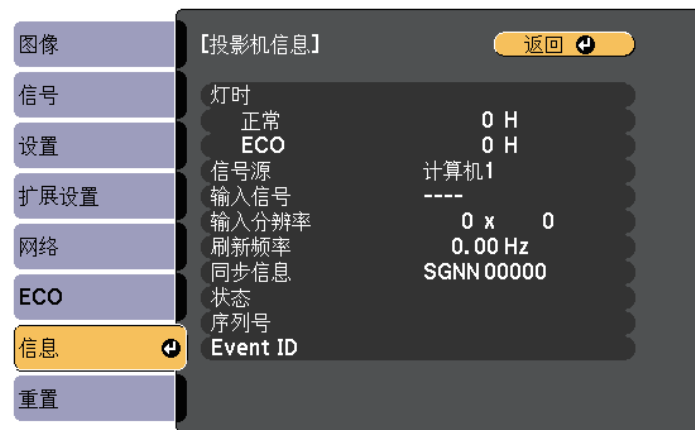 图像
信号
设置
扩展设置
网络
ECO
信息
重置
【投影机信息】 返回
灯时
正常 0 H
ECO 0 H
信号源 计算机1
输入信号 ----
输入分辨率 0 x 0
刷新频率 0.00 Hz
同步信息 SGNN 00000
状态
序列号
Event ID